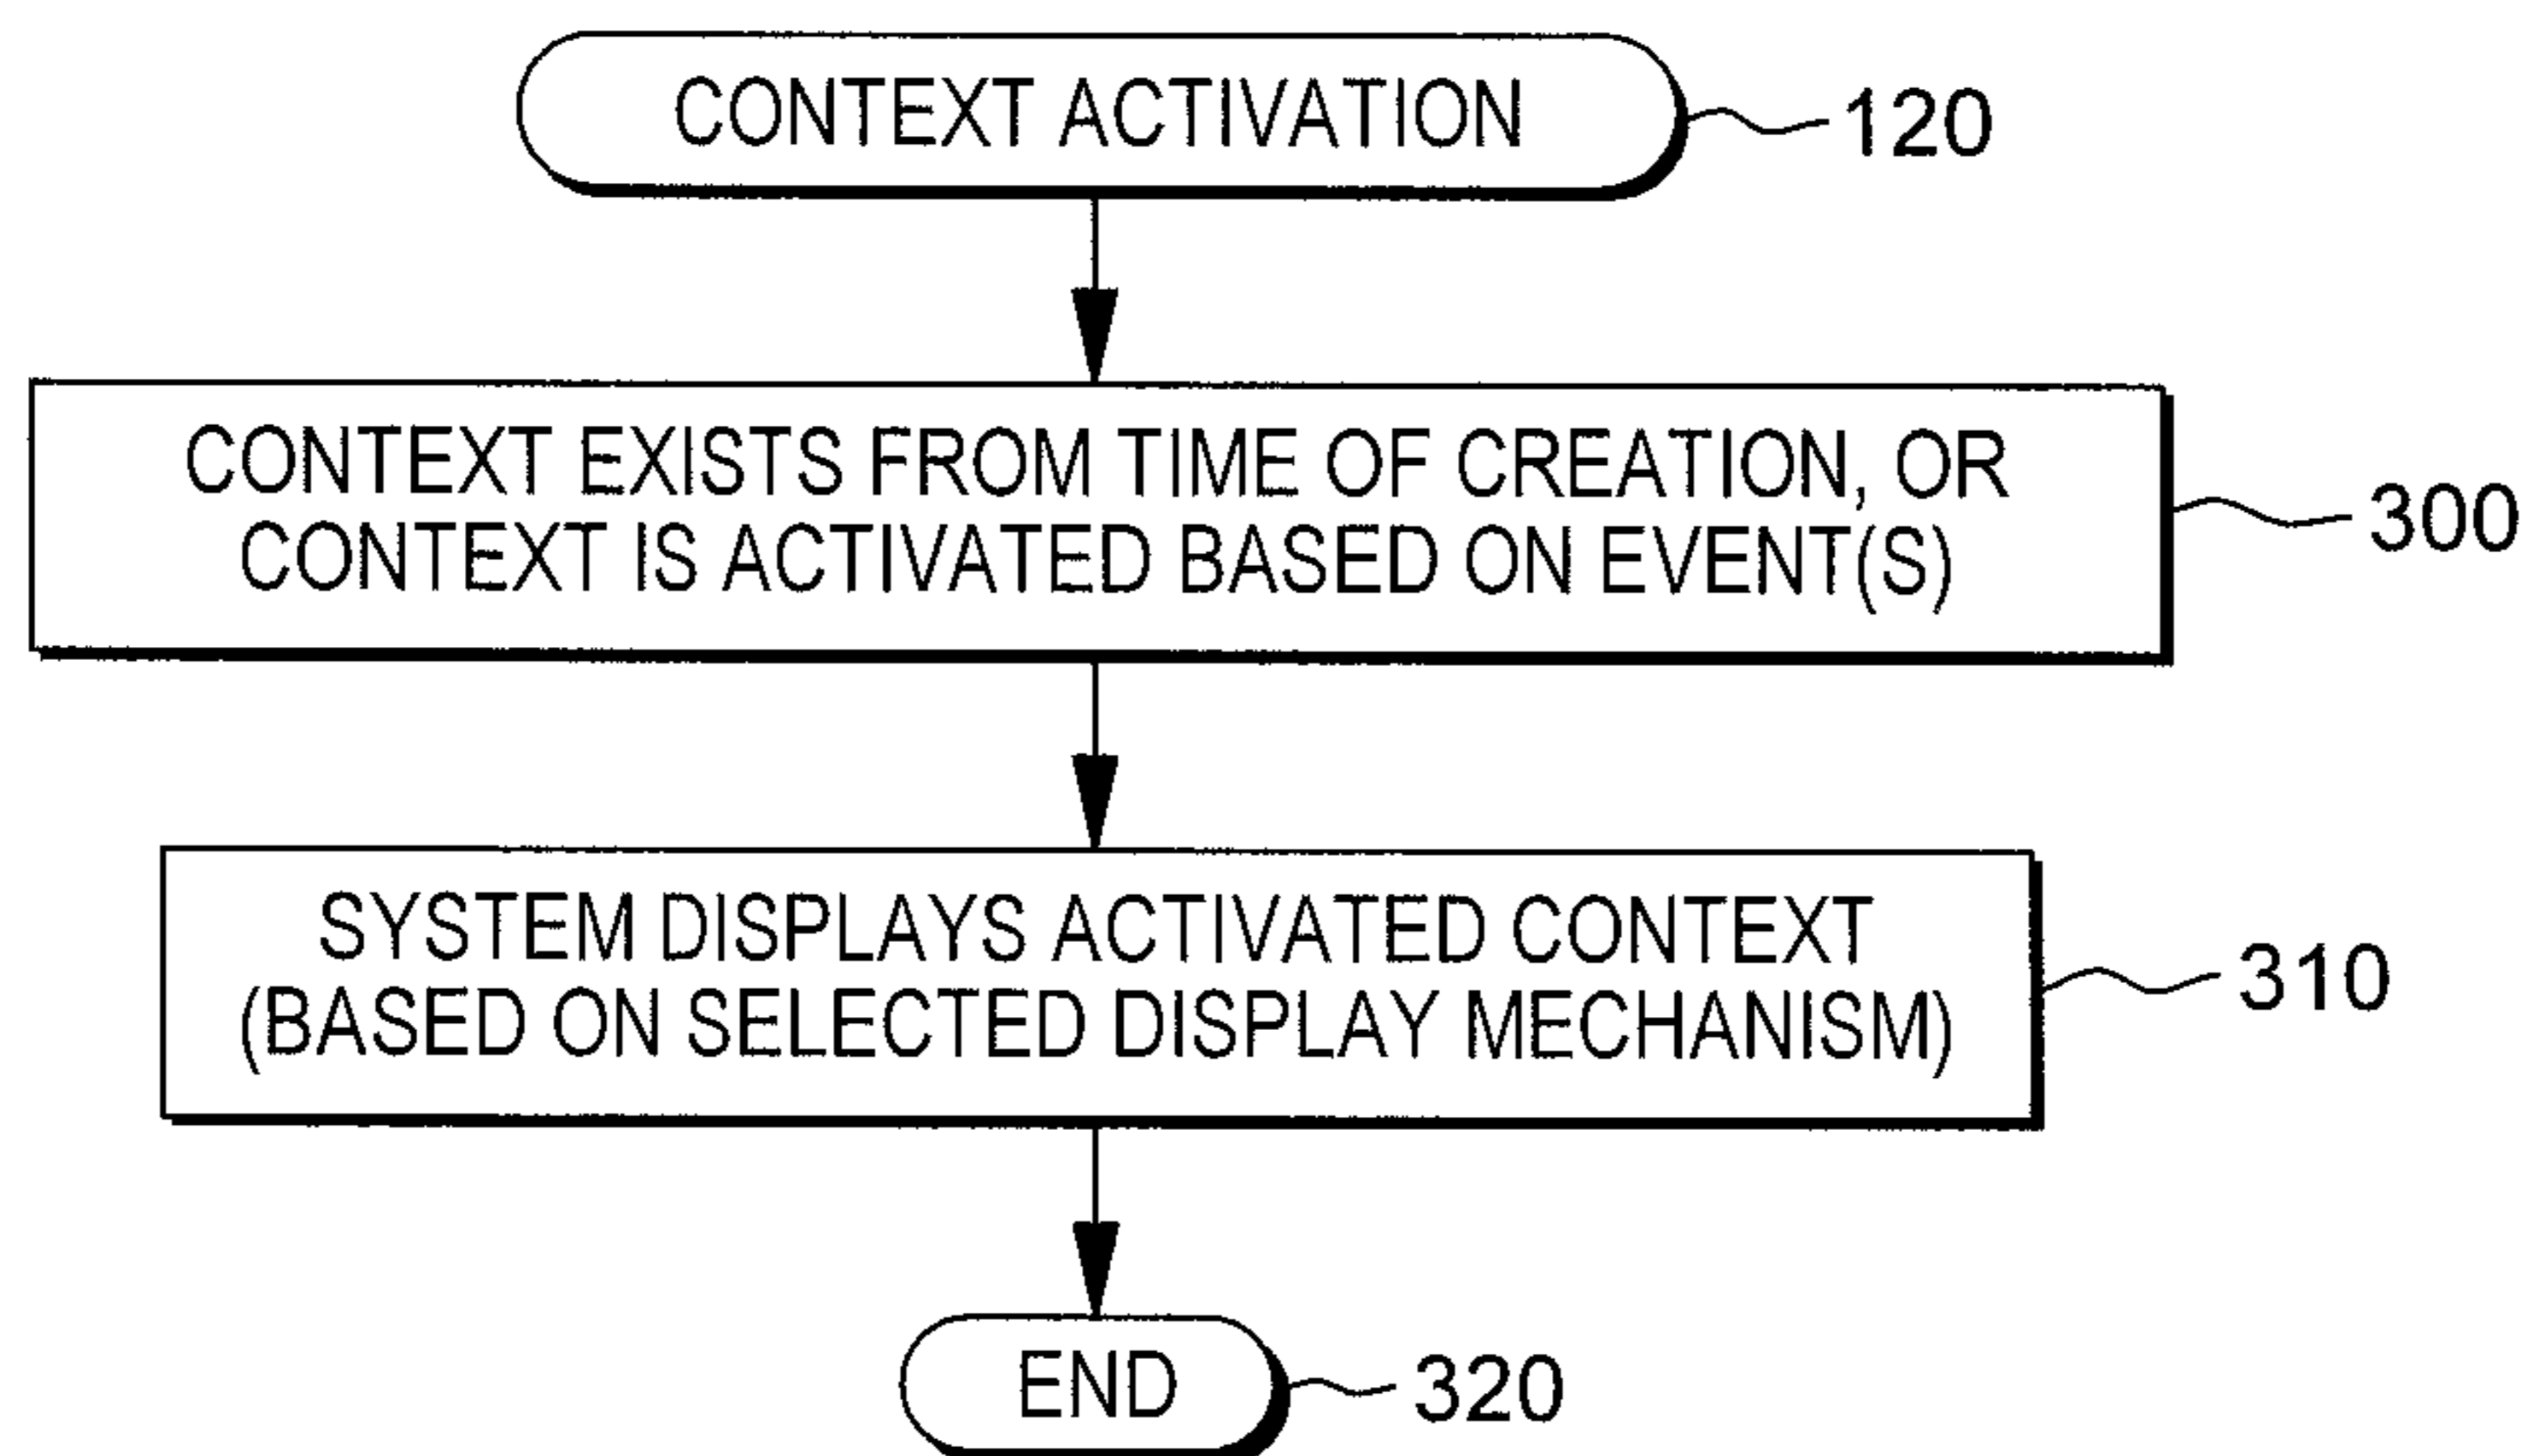 CONTEXT ACTIVATION
120
CONTEXT EXISTS FROM TIME OF CREATION, OR
CONTEXT IS ACTIVATED BASED ON EVENT(S)
300
SYSTEM DISPLAYS ACTIVATED CONTEXT
(BASED ON SELECTED DISPLAY MECHANISM)
310
END
320